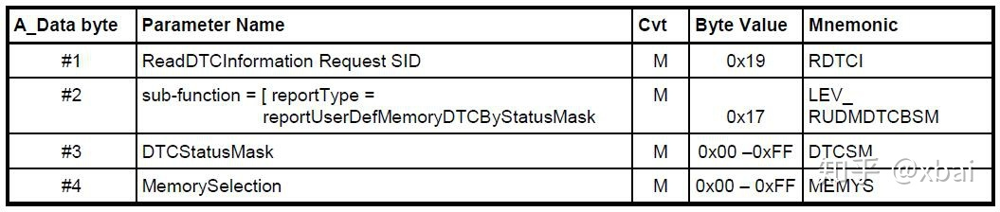 A_Data byte Parameter Name Cvt Byte Value Mnemonic
#1 ReadDTCInformation Request SID M 0x19 RDTCI
#2 sub-function = [ reportType = M LEV_
reportUserDefMemoryDTCByStatusMask 0x17 RUDMDTCBSM
#3 DTCStatusMask M 0x00 –0xFF DTCSM
#4 MemorySelection M 0x00 – 0xFF MEMYS
知乎 @xbai